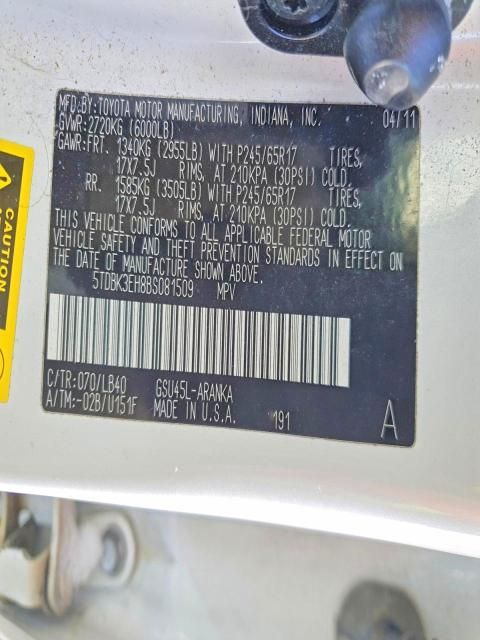 MFD.BY:TOYOTA MOTOR MANUFACTURING, INDIANA, INC. 04/11
GVWR:2720KG (6000LB)
GAWR:FRT. 1340KG (2955LB) WITH P245/65R17 TIRES,
17X7.5J RIMS, AT 210KPA (30PSI) COLD.
RR. 1585KG (3505LB) WITH P245/65R17 TIRES,
17X7.5J RIMS, AT 210KPA (30PSI) COLD.
THIS VEHICLE CONFORMS TO ALL APPLICABLE FEDERAL MOTOR
VEHICLE SAFETY AND THEFT PREVENTION STANDARDS IN EFFECT ON
THE DATE OF MANUFACTURE SHOWN ABOVE.
5TDBK3EH8BS081509 MPV
C/TR:070/LB40 GSU45L-ARANKA
A/TM:-02B/U151F MADE IN U.S.A. 191 A
CAUTION